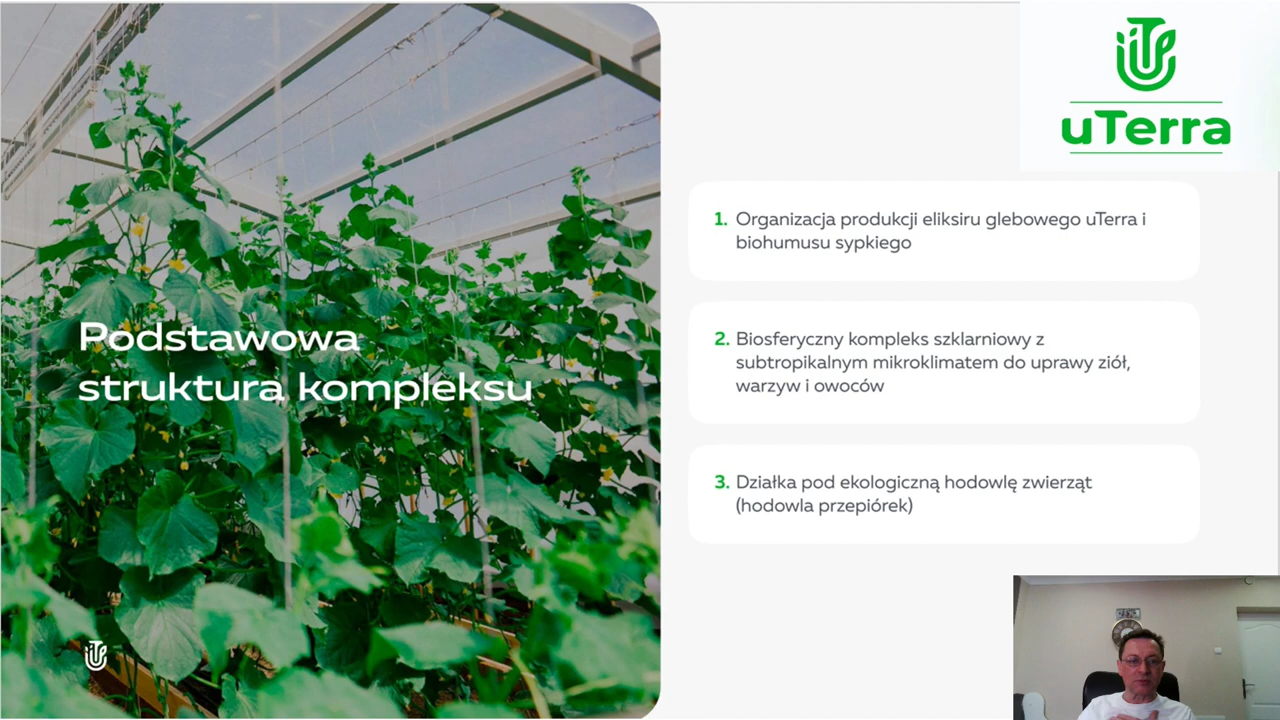 uTerra
Podstawowa
struktura kompleksu
1. Organizacja produkcji eliksiru glebowego uTerra i
biohumusu sypkiego
2. Biosferyczny kompleks szklarniowy z
subtropikalnym mikroklimatem do uprawy ziół,
warzyw i owoców
3. Działka pod ekologiczną hodowlę zwierząt
(hodowla przepiórek)